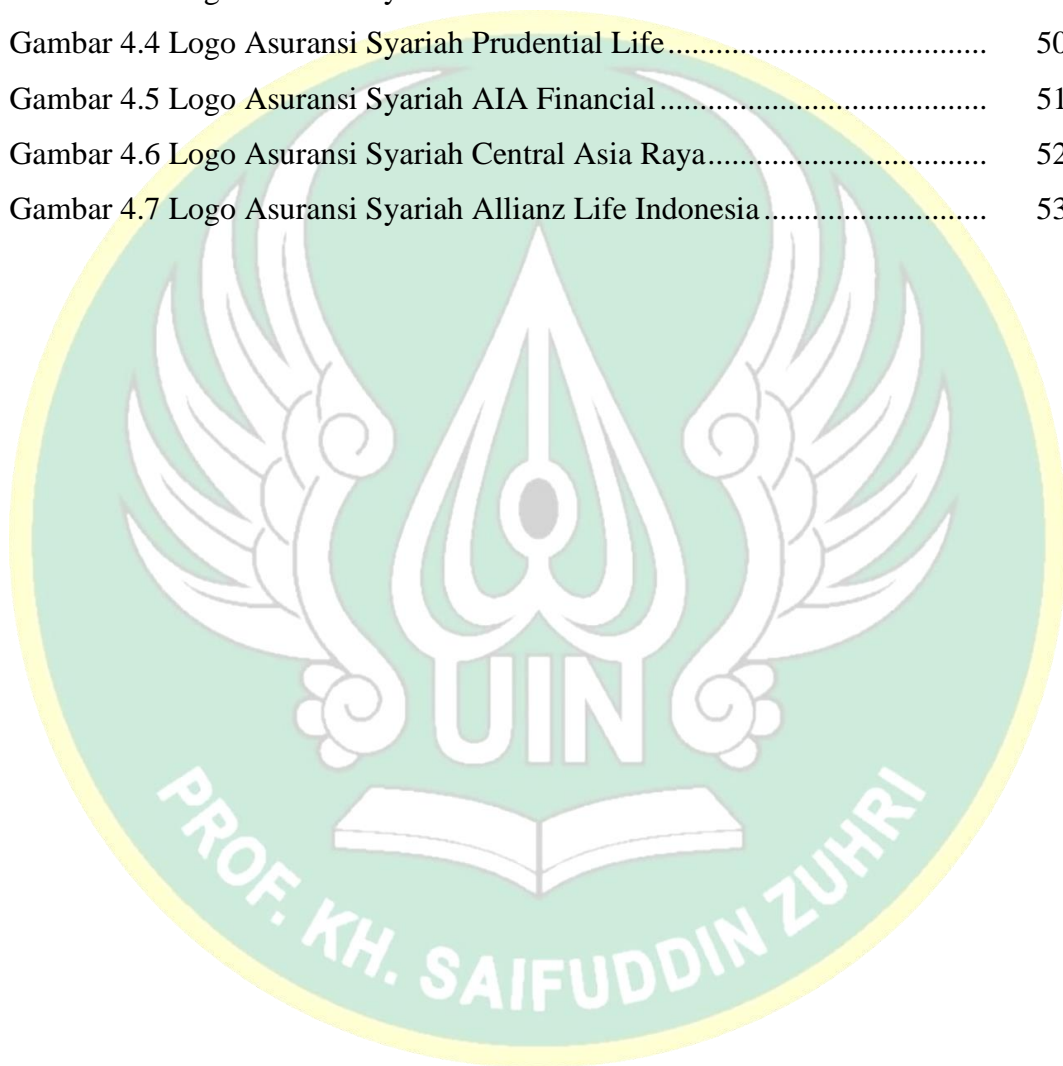 Gambar 4.4 Logo Asuransi Syariah Prudential Life........................................ 50
Gambar 4.5 Logo Asuransi Syariah AIA Financial......................................... 51
Gambar 4.6 Logo Asuransi Syariah Central Asia Raya................................... 52
Gambar 4.7 Logo Asuransi Syariah Allianz Life Indonesia............................ 53
UIN
PROF. KH. SAIFUDDIN ZUHRI